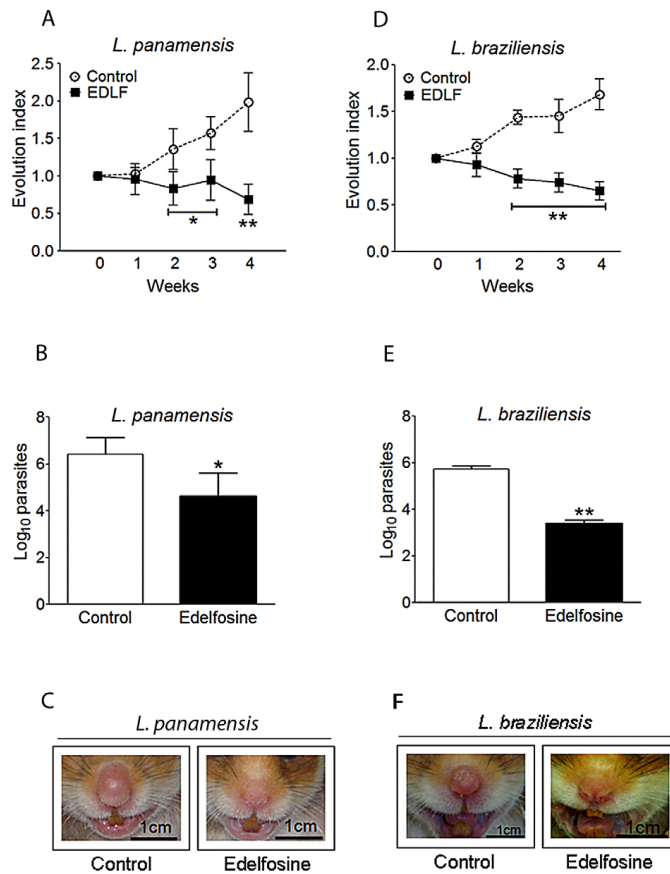 A
L. panamensis
Evolution index
2.5
2.0
1.5
1.0
0.5
0.0
Control
EDLF
*
**
0 1 2 3 4
Weeks
D
L. braziliensis
Evolution index
2.0
1.5
1.0
0.5
0.0
Control
EDLF
**
0 1 2 3 4
Weeks
B
L. panamensis
Log10 parasites
8
6
4
2
0
*
Control Edelfosine
E
L. braziliensis
Log10 parasites
8
6
4
2
0
**
Control Edelfosine
C
L. panamensis
1cm
1cm
Control Edelfosine
F
L. braziliensis
1cm
1cm
Control Edelfosine